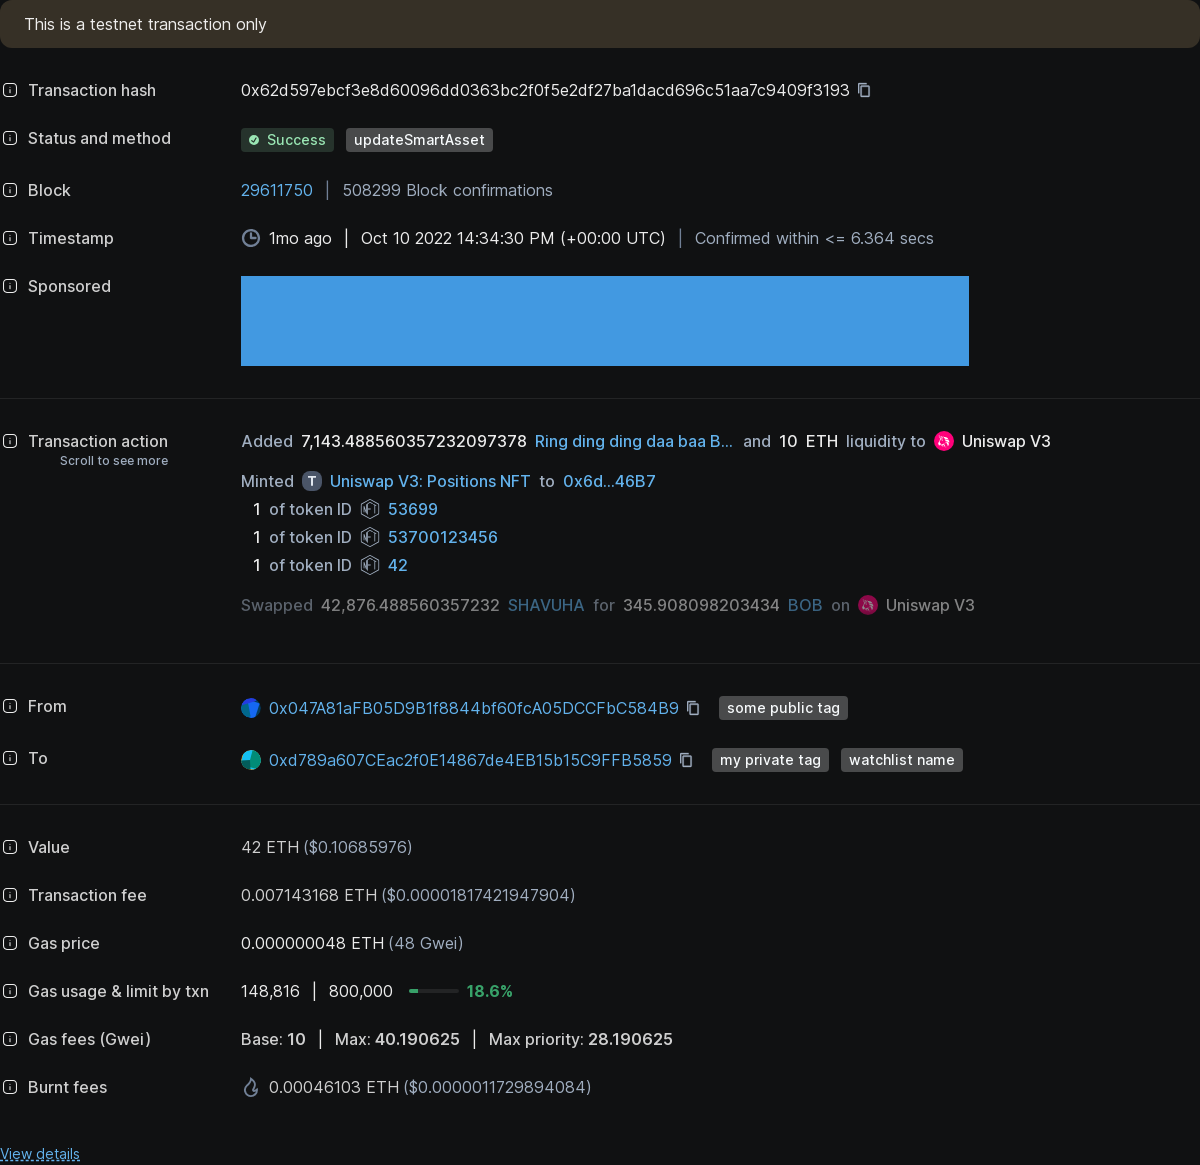 This is a testnet transaction only
Transaction hash 0x62d597ebcf3e8d60096dd0363bc2f0f5e2df27ba1dacd696c51aa7c9409f3193
Status and method Success updateSmartAsset
Block 29611750 | 508299 Block confirmations
Timestamp 1mo ago | Oct 10 2022 14:34:30 PM (+00:00 UTC) | Confirmed within <= 6.364 secs
Sponsored
Transaction action Added 7,143.488560357232097378 Ring ding ding daa baa B... and 10 ETH liquidity to Uniswap V3
Scroll to see more
Minted T Uniswap V3: Positions NFT to 0x6d...46B7
1 of token ID NFT 53699
1 of token ID NFT 53700123456
1 of token ID NFT 42
Swapped 42,876.488560357232 SHAVUHA for 345.908098203434 BOB on Uniswap V3
From 0x047A81aFB05D9B1f8844bf60fcA05DCCFbC584B9 some public tag
To 0xd789a607CEac2f0E14867de4EB15b15C9FFB5859 my private tag watchlist name
Value 42 ETH ($0.10685976)
Transaction fee 0.007143168 ETH ($0.00001817421947904)
Gas price 0.000000048 ETH (48 Gwei)
Gas usage & limit by txn 148,816 | 800,000 18.6%
Gas fees (Gwei) Base: 10 | Max: 40.190625 | Max priority: 28.190625
Burnt fees 0.00046103 ETH ($0.0000011729894084)
View details